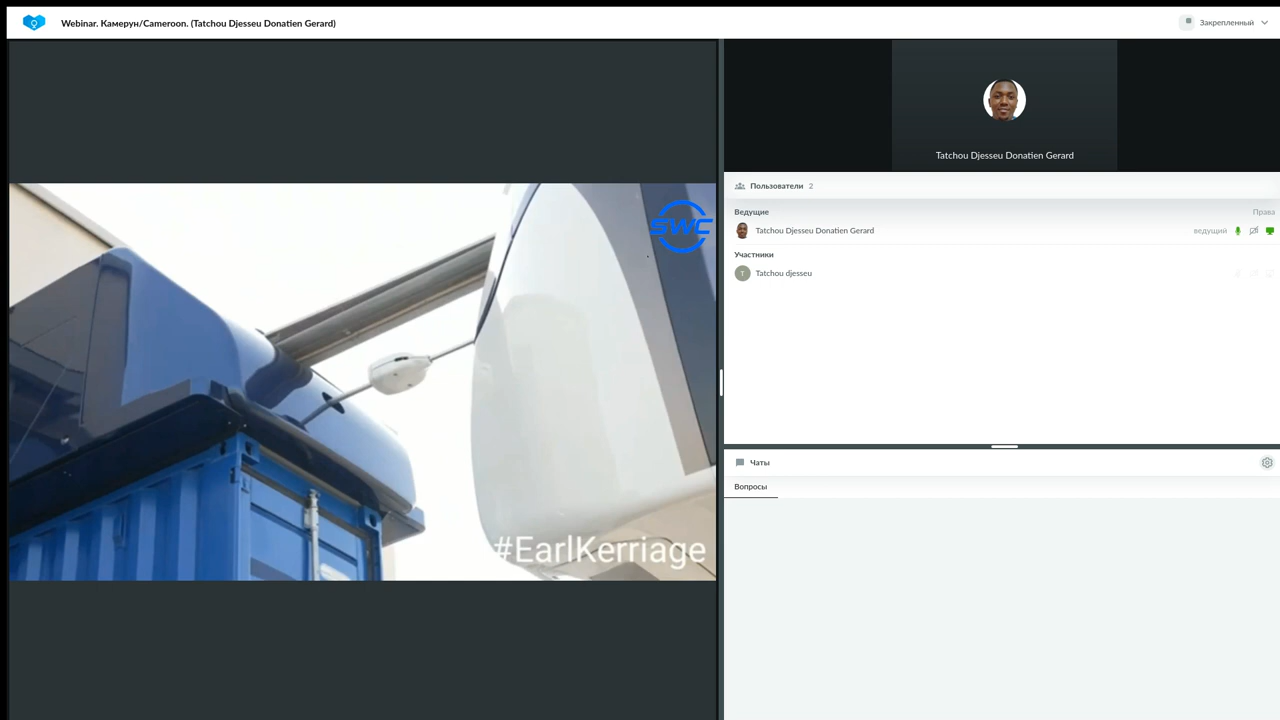 Webinar. Камерун/Cameroon. (Tatchou Djesseu Donatien Gerard)
Закрепленный
SWC
#EarlKerriage
Tatchou Djesseu Donatien Gerard
Пользователи 2
Ведущие Права
Tatchou Djesseu Donatien Gerard ведущий
Участники
T Tatchou djesseu
Чаты
Вопросы